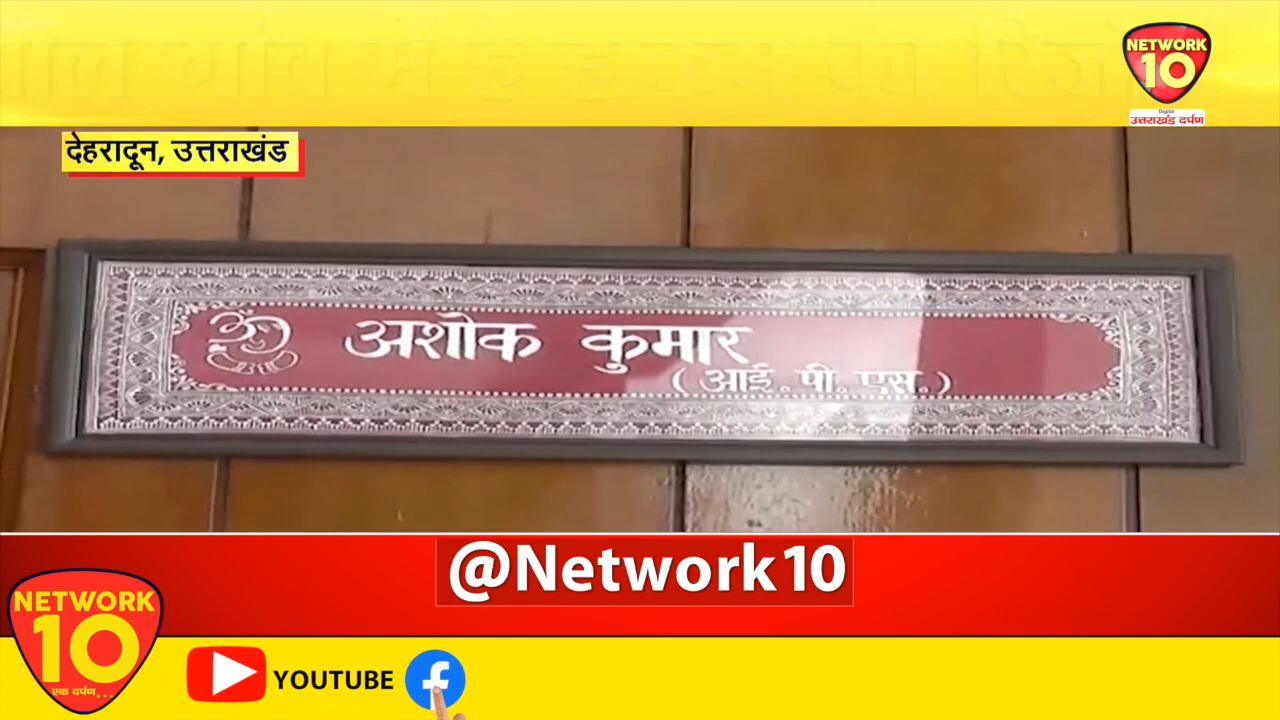 NETWORK
10
Digital
उत्तराखंड दर्पण
देहरादून, उत्तराखंड
अशोक कुमार
(आई. पी. एस.)
@Network10
NETWORK
10
एक दर्पण...
YOUTUBE